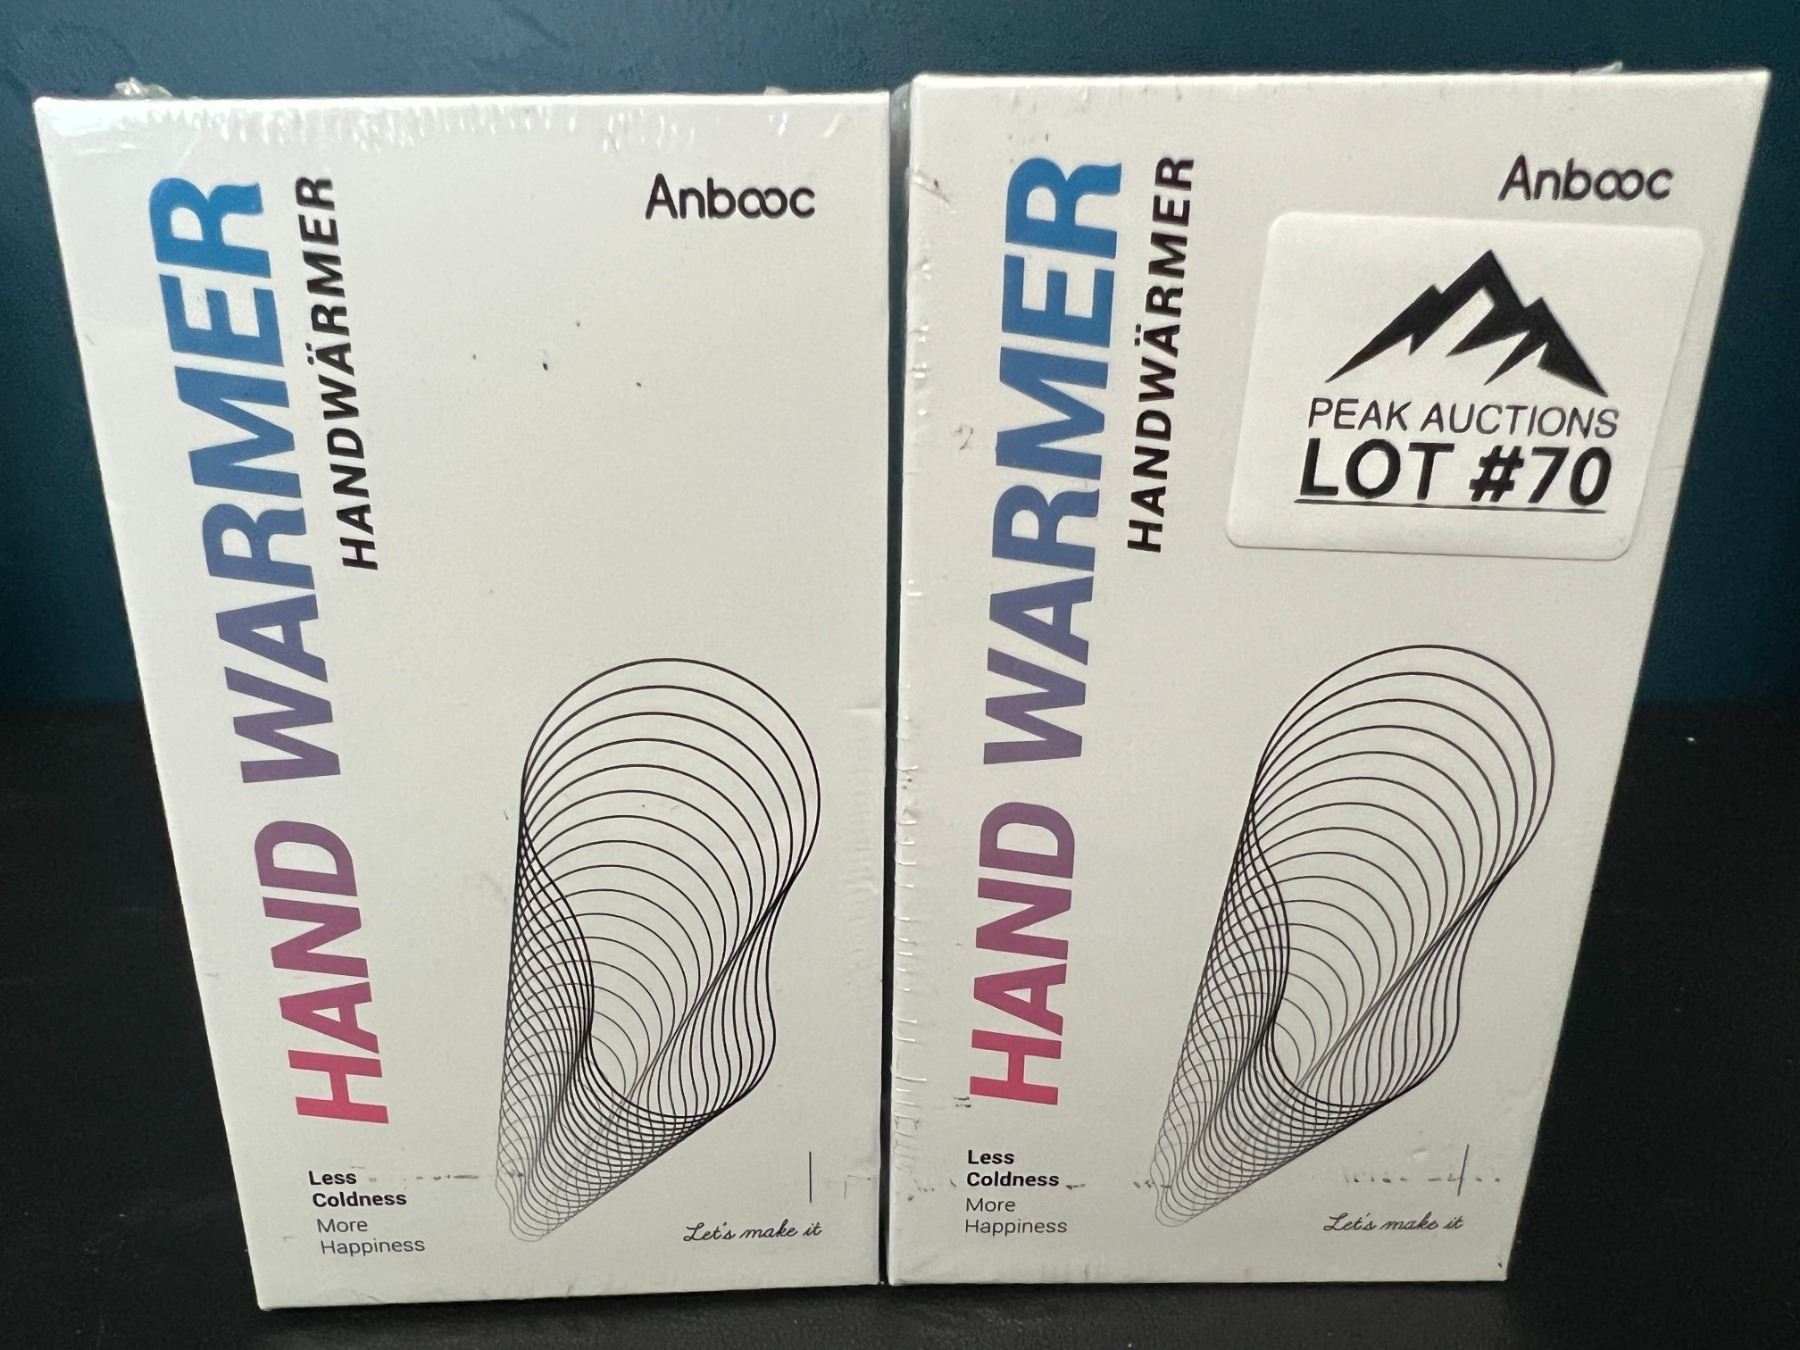 Anbooc
HAND WARMER
HANDWÄRMER
Less
Coldness
More
Happiness
Let's make it
Anbooc
HAND WARMER
HANDWÄRMER
PEAK AUCTIONS
LOT #70
Less
Coldness
More
Happiness
Let's make it